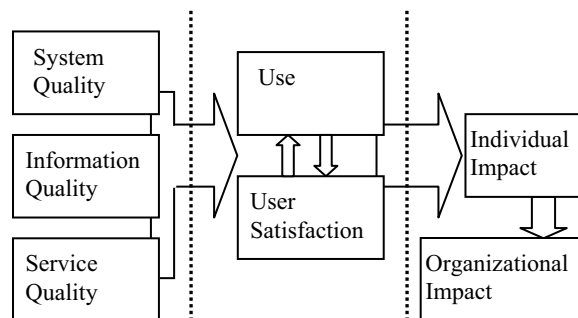 System
Quality
Information
Quality
Service
Quality
Use
User
Satisfaction
Individual
Impact
Organizational
Impact